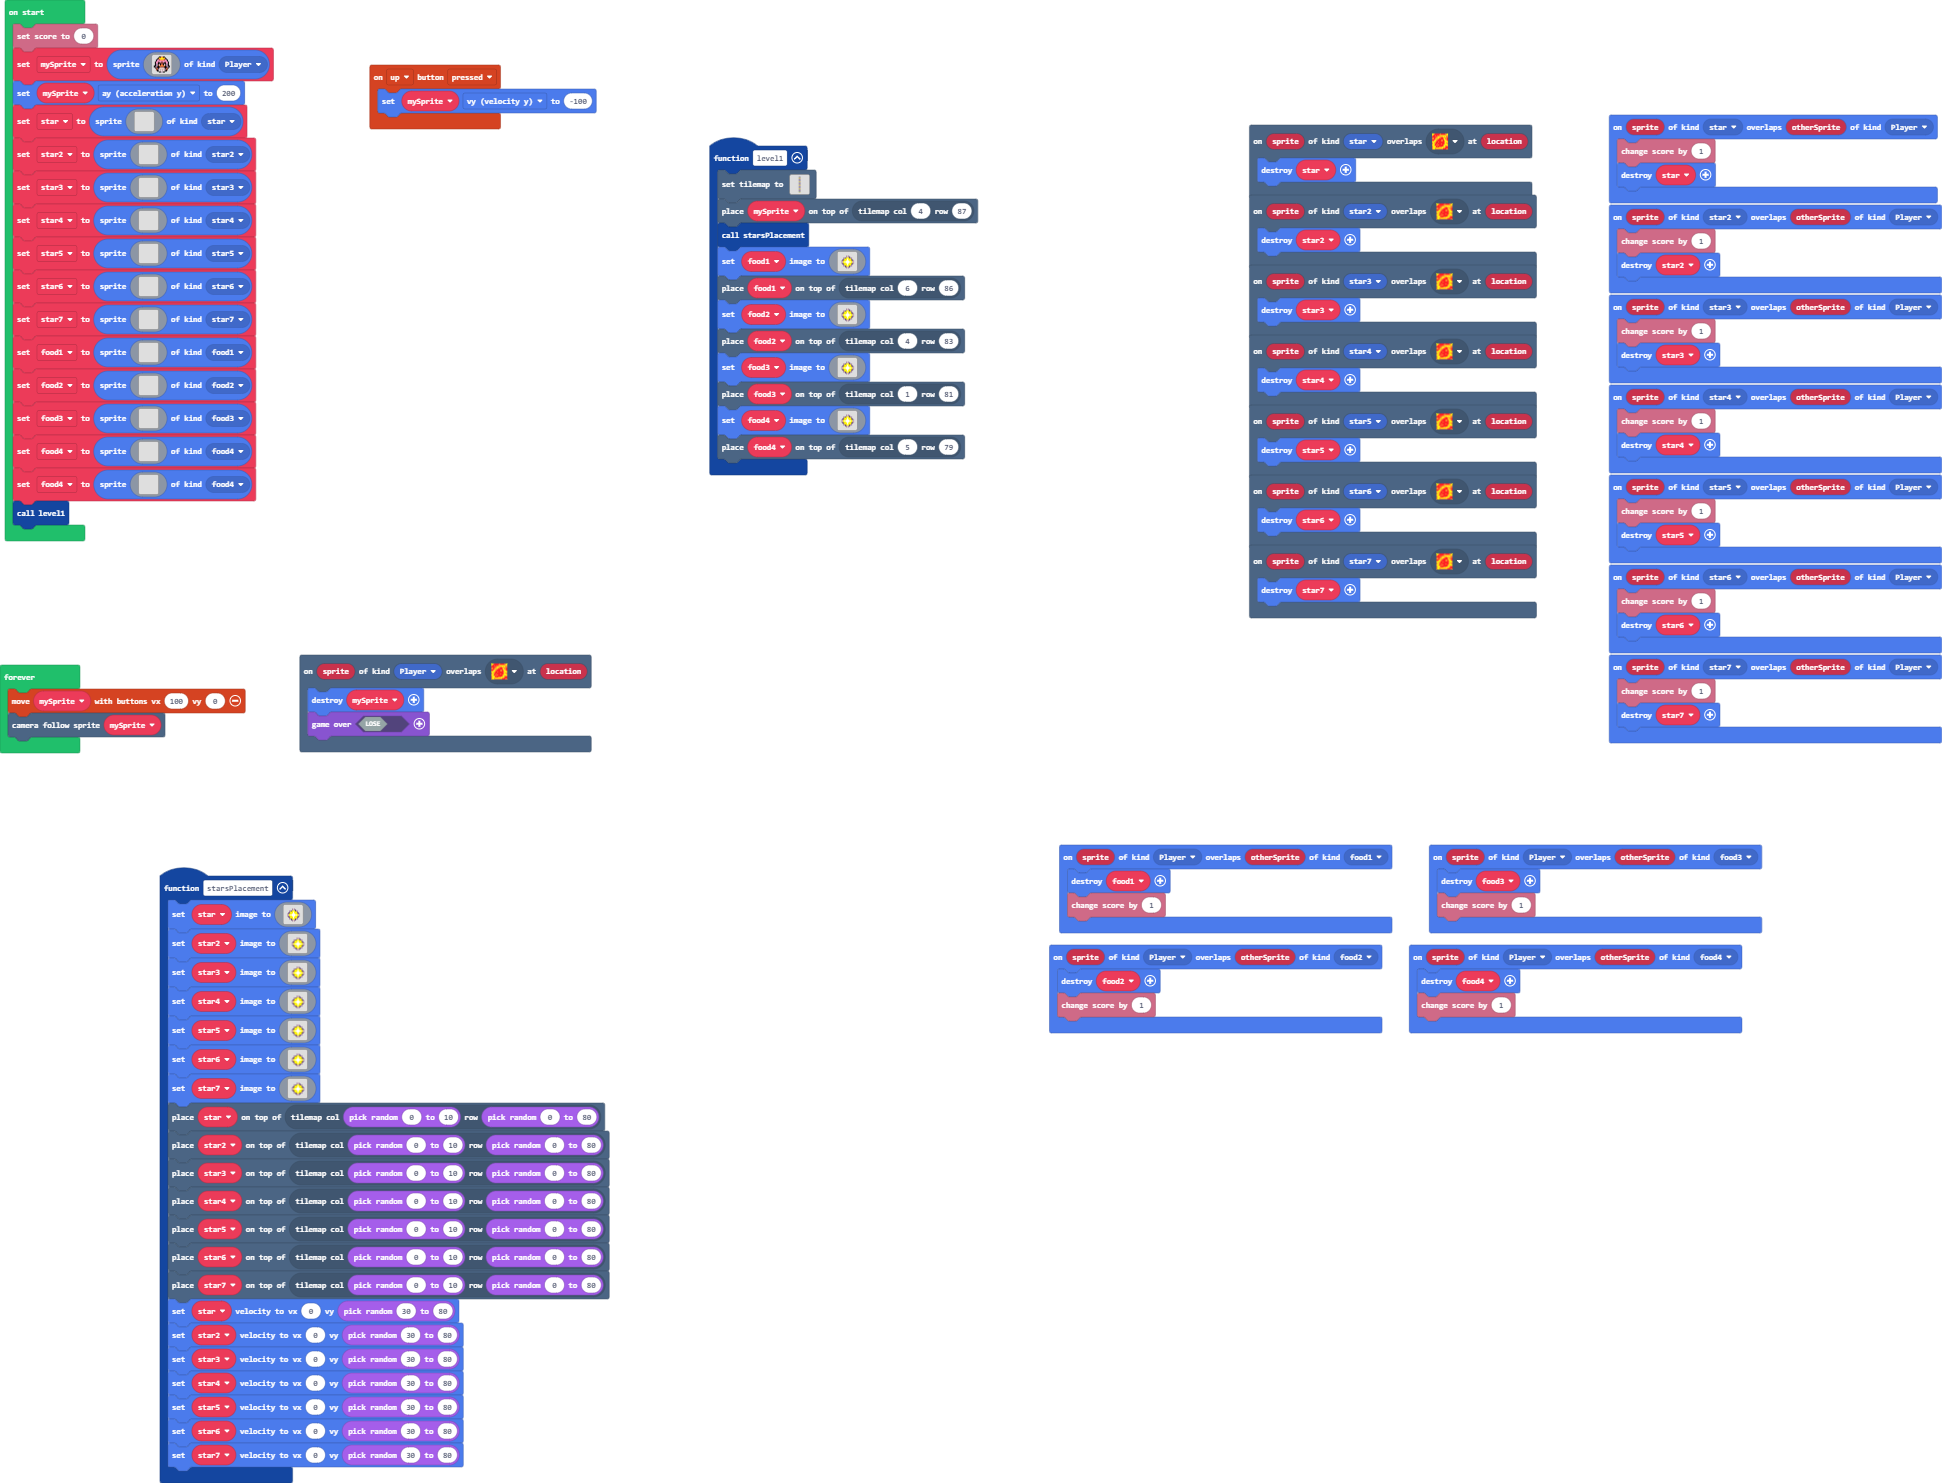 on start
set score to 0
set mySprite to sprite of kind Player
set mySprite ay (acceleration y) to 200
set star to sprite of kind star
set star2 to sprite of kind star2
set star3 to sprite of kind star3
set star4 to sprite of kind star4
set star5 to sprite of kind star5
set star6 to sprite of kind star6
set star7 to sprite of kind star7
set food1 to sprite of kind food1
set food2 to sprite of kind food2
set food3 to sprite of kind food3
set food4 to sprite of kind food4
set food4 to sprite of kind food4
call level1
on up button pressed
set mySprite vy (velocity y) to -100
function level1
set tilemap to
place mySprite on top of tilemap col 4 row 87
call starsPlacement
set food1 image to
place food1 on top of tilemap col 6 row 86
set food2 image to
place food2 on top of tilemap col 4 row 83
set food3 image to
place food3 on top of tilemap col 1 row 81
set food4 image to
place food4 on top of tilemap col 5 row 79
on sprite of kind star overlaps at location
destroy star
on sprite of kind star2 overlaps at location
destroy star2
on sprite of kind star3 overlaps at location
destroy star3
on sprite of kind star4 overlaps at location
destroy star4
on sprite of kind star5 overlaps at location
destroy star5
on sprite of kind star6 overlaps at location
destroy star6
on sprite of kind star7 overlaps at location
destroy star7
on sprite of kind star overlaps otherSprite of kind Player
change score by 1
destroy star
on sprite of kind star2 overlaps otherSprite of kind Player
change score by 1
destroy star2
on sprite of kind star3 overlaps otherSprite of kind Player
change score by 1
destroy star3
on sprite of kind star4 overlaps otherSprite of kind Player
change score by 1
destroy star4
on sprite of kind star5 overlaps otherSprite of kind Player
change score by 1
destroy star5
on sprite of kind star6 overlaps otherSprite of kind Player
change score by 1
destroy star6
on sprite of kind star7 overlaps otherSprite of kind Player
change score by 1
destroy star7
forever
move mySprite with buttons vx 100 vy 0
camera follow sprite mySprite
on sprite of kind Player overlaps at location
destroy mySprite
game over LOSE
function starsPlacement
set star image to
set star2 image to
set star3 image to
set star4 image to
set star5 image to
set star6 image to
set star7 image to
place star on top of tilemap col pick random 0 to 10 row pick random 0 to 80
place star2 on top of tilemap col pick random 0 to 10 row pick random 0 to 80
place star3 on top of tilemap col pick random 0 to 10 row pick random 0 to 80
place star4 on top of tilemap col pick random 0 to 10 row pick random 0 to 80
place star5 on top of tilemap col pick random 0 to 10 row pick random 0 to 80
place star6 on top of tilemap col pick random 0 to 10 row pick random 0 to 80
place star7 on top of tilemap col pick random 0 to 10 row pick random 0 to 80
set star velocity to vx 0 vy pick random 30 to 80
set star2 velocity to vx 0 vy pick random 30 to 80
set star3 velocity to vx 0 vy pick random 30 to 80
set star4 velocity to vx 0 vy pick random 30 to 80
set star5 velocity to vx 0 vy pick random 30 to 80
set star6 velocity to vx 0 vy pick random 30 to 80
set star7 velocity to vx 0 vy pick random 30 to 80
on sprite of kind Player overlaps otherSprite of kind food1
destroy food1
change score by 1
on sprite of kind Player overlaps otherSprite of kind food3
destroy food3
change score by 1
on sprite of kind Player overlaps otherSprite of kind food2
destroy food2
change score by 1
on sprite of kind Player overlaps otherSprite of kind food4
destroy food4
change score by 1